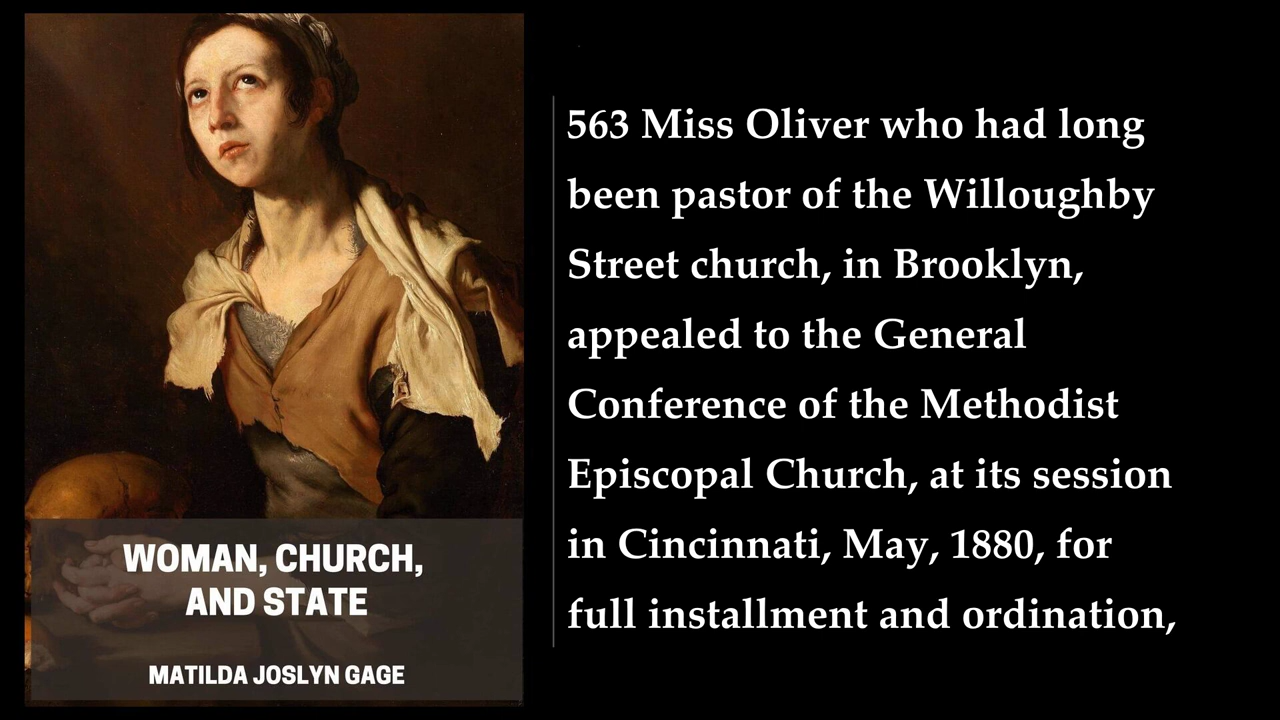 WOMAN, CHURCH,
AND STATE
MATILDA JOSLYN GAGE
563 Miss Oliver who had long
been pastor of the Willoughby
Street church, in Brooklyn,
appealed to the General
Conference of the Methodist
Episcopal Church, at its session
in Cincinnati, May, 1880, for
full installment and ordination,